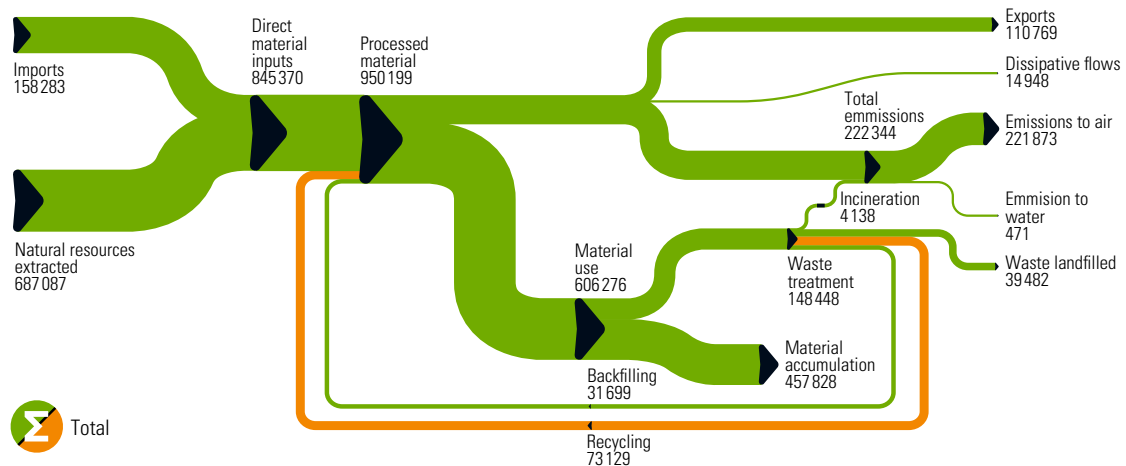 Imports
158 283
Natural resources
extracted
687 087
Direct
material
inputs
845 370
Processed
material
950 199
Material
use
606 276
Backfilling
31 699
Recycling
73 129
Waste
treatment
148 448
Material
accumulation
457 828
Incineration
4 138
Total
emmissions
222 344
Exports
110 769
Dissipative flows
14 948
Emissions to air
221 873
Emmision to
water
471
Waste landfilled
39 482
Σ Total